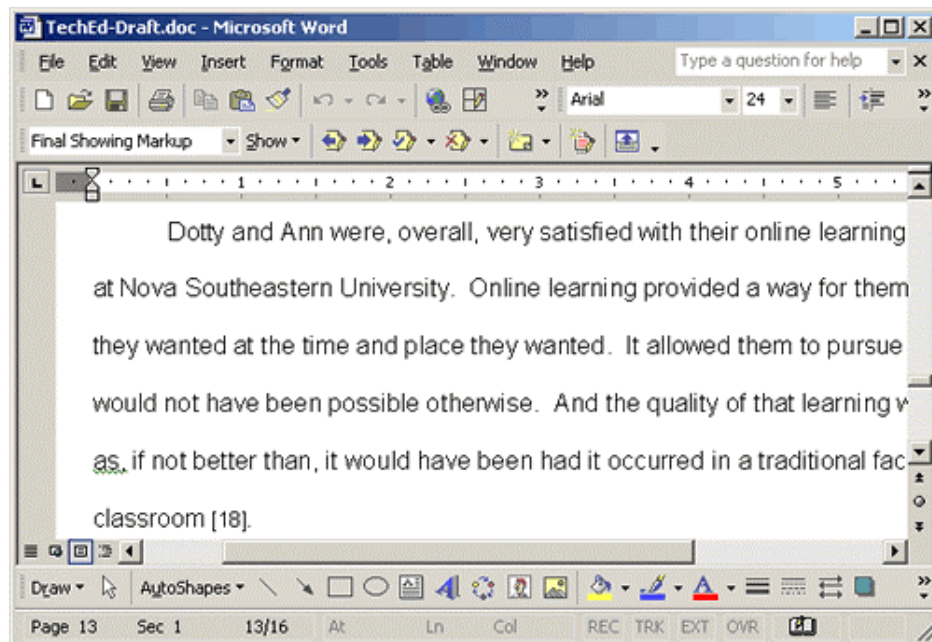 TechEd-Draft.doc - Microsoft Word
File Edit View Insert Format Tools Table Window Help Type a question for help
Arial 24
Final Showing Markup Show
1 2 3 4 5
Dotty and Ann were, overall, very satisfied with their online learning
at Nova Southeastern University.  Online learning provided a way for them
they wanted at the time and place they wanted.  It allowed them to pursue
would not have been possible otherwise.  And the quality of that learning
as, if not better than, it would have been had it occurred in a traditional fac
classroom [18].
Draw AutoShapes
Page 13 Sec 1 13/16 At Ln Col REC TRK EXT OVR